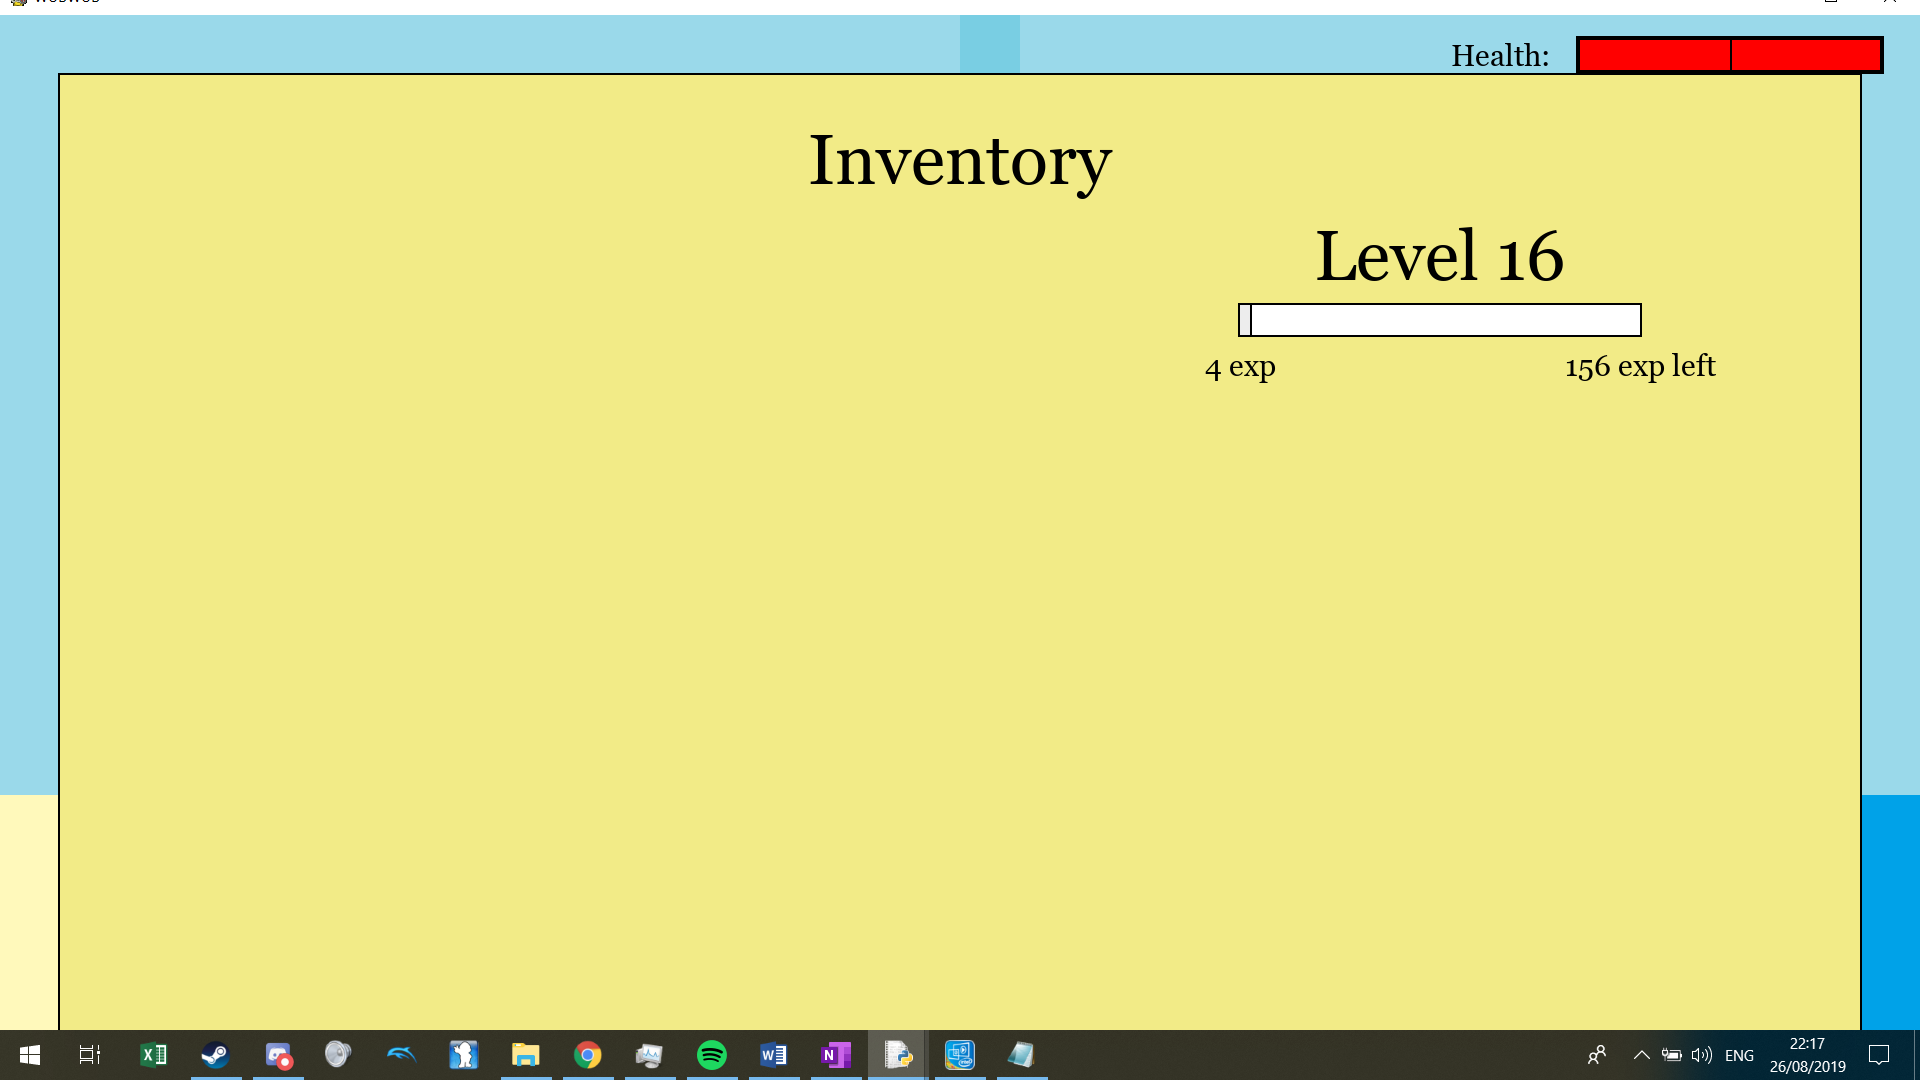 Health:
Inventory
Level 16
4 exp
156 exp left
ENG
22:17
26/08/2019